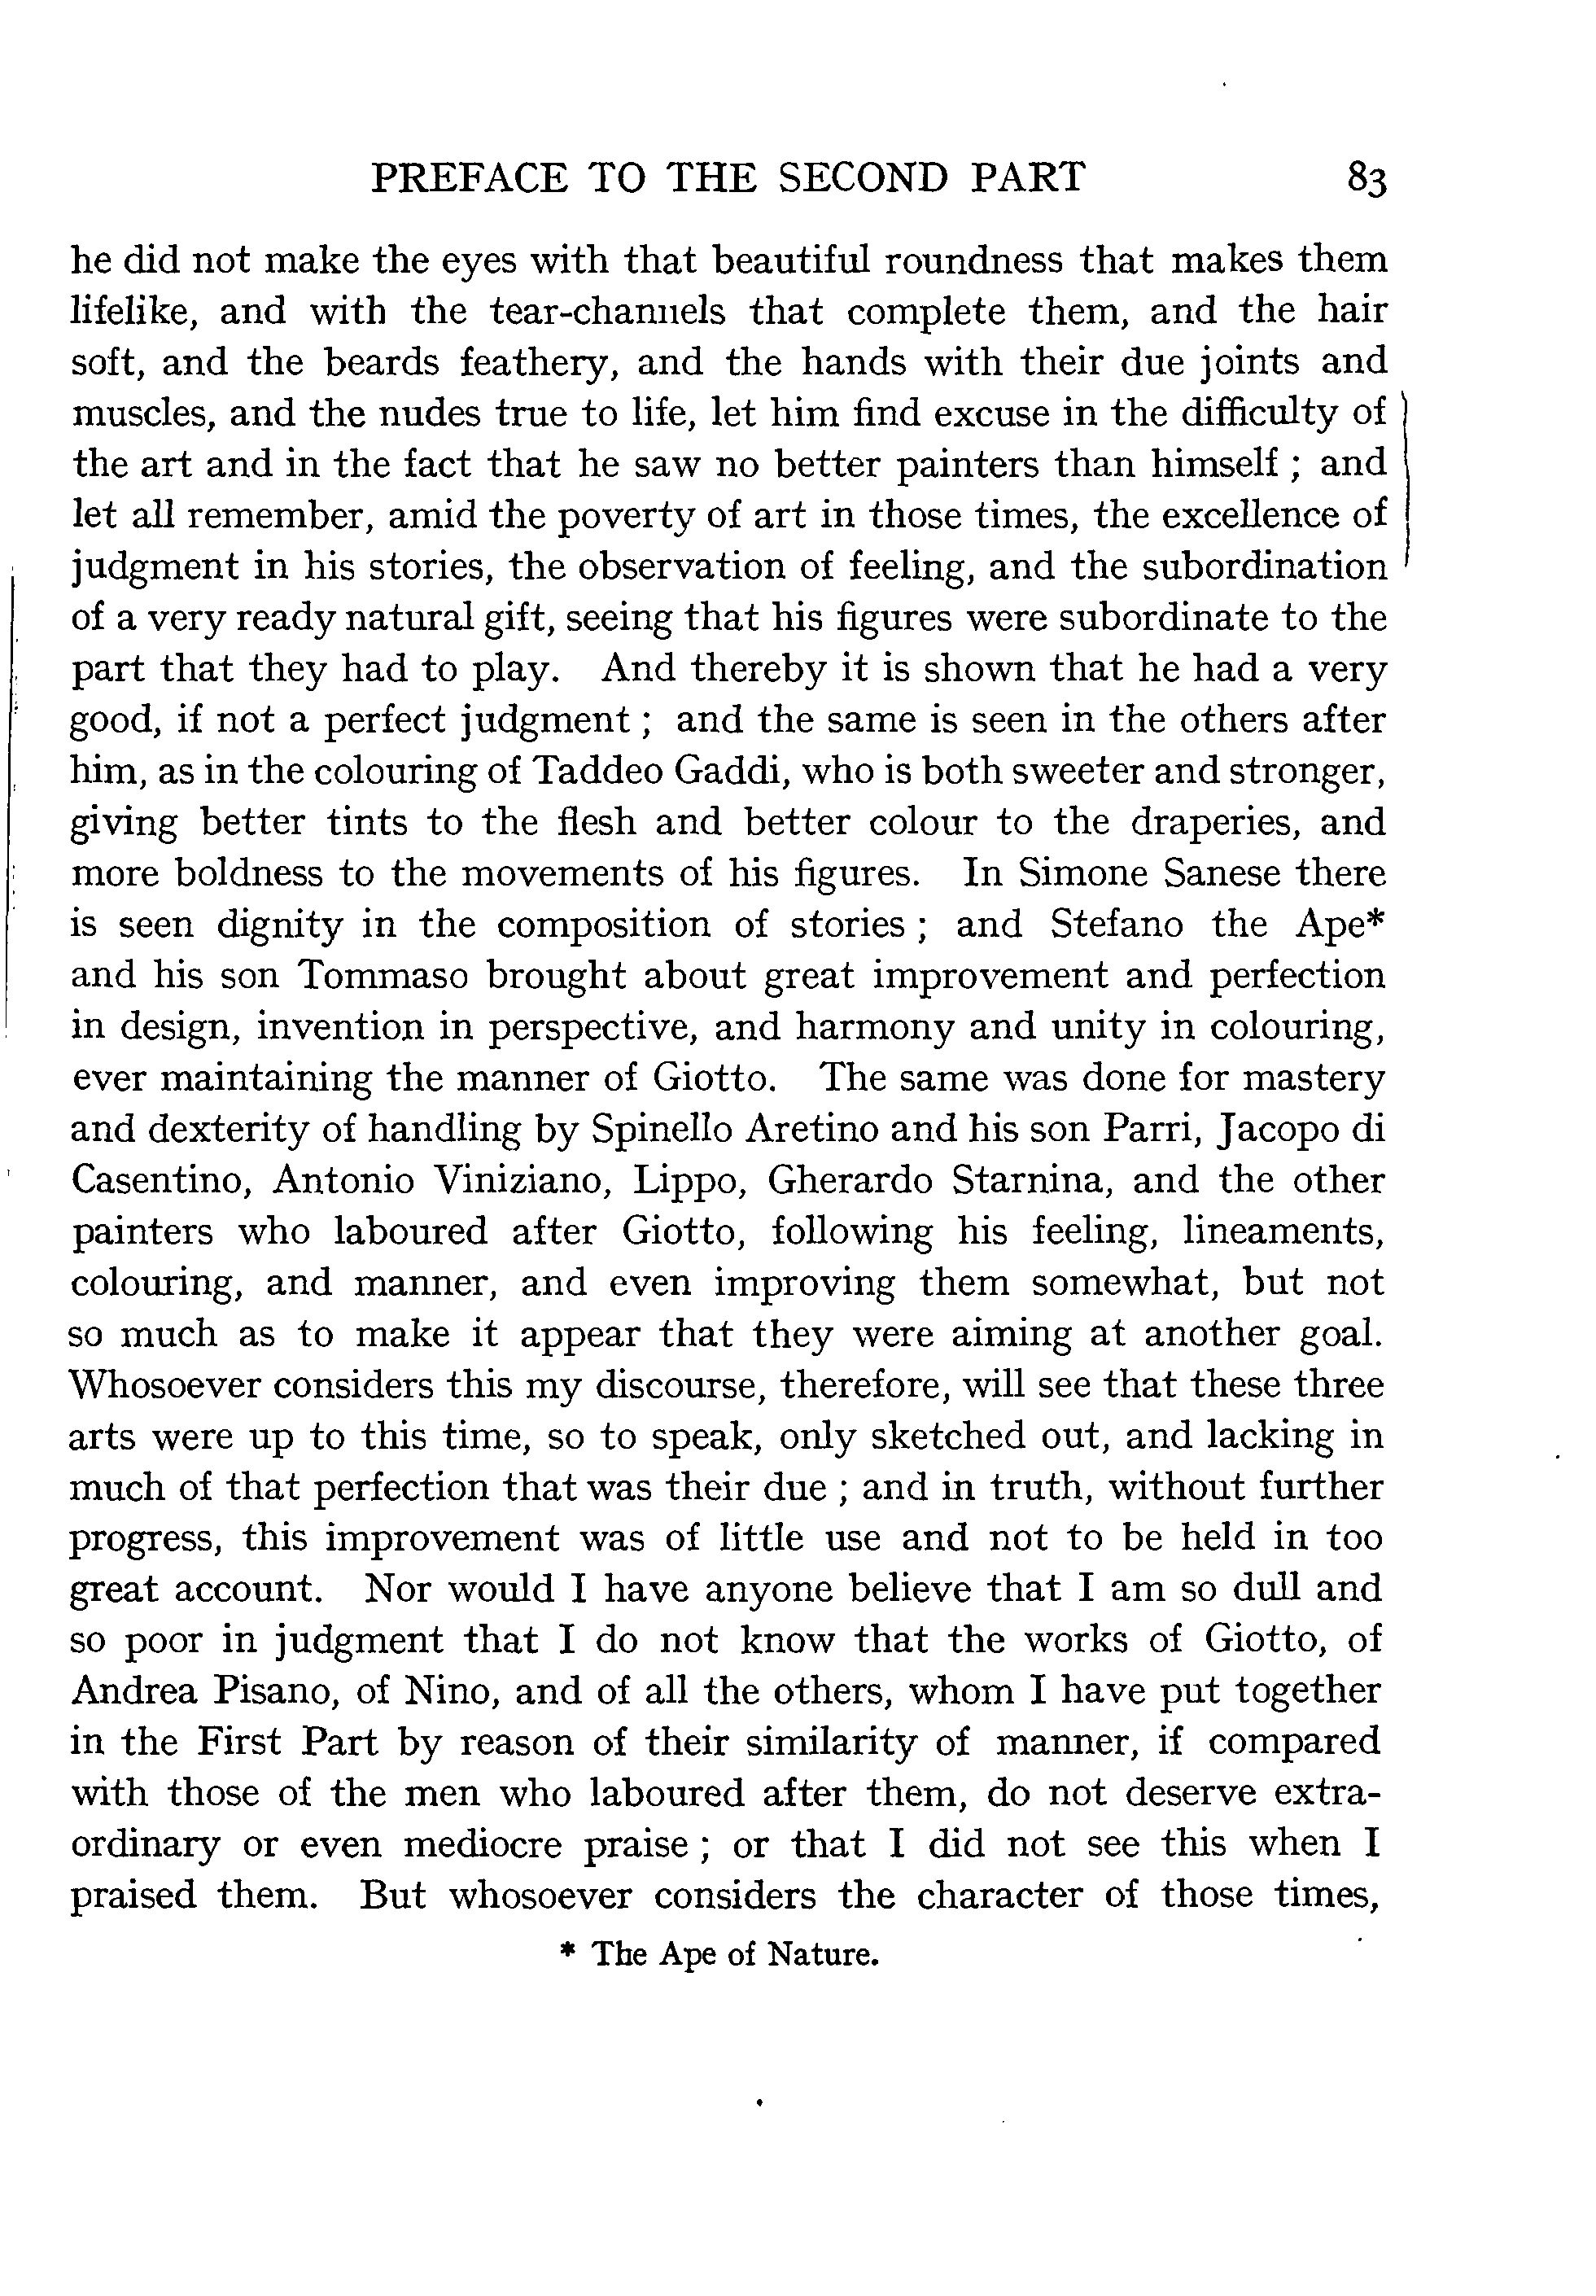 PREFACE TO THE SECOND PART 83
he did not make the eyes with that beautiful roundness that makes them
lifelike, and with the tear-channels that complete them, and the hair
soft, and the beards feathery, and the hands with their due joints and
muscles, and the nudes true to life, let him find excuse in the difficulty of
the art and in the fact that he saw no better painters than himself ; and
let all remember, amid the poverty of art in those times, the excellence of
judgment in his stories, the observation of feeling, and the subordination
of a very ready natural gift, seeing that his figures were subordinate to the
part that they had to play. And thereby it is shown that he had a very
good, if not a perfect judgment ; and the same is seen in the others after
him, as in the colouring of Taddeo Gaddi, who is both sweeter and stronger,
giving better tints to the flesh and better colour to the draperies, and
more boldness to the movements of his figures. In Simone Sanese there
is seen dignity in the composition of stories ; and Stefano the Ape*
and his son Tommaso brought about great improvement and perfection
in design, invention in perspective, and harmony and unity in colouring,
ever maintaining the manner of Giotto. The same was done for mastery
and dexterity of handling by Spinello Aretino and his son Parri, Jacopo di
Casentino, Antonio Viniziano, Lippo, Gherardo Starnina, and the other
painters who laboured after Giotto, following his feeling, lineaments,
colouring, and manner, and even improving them somewhat, but not
so much as to make it appear that they were aiming at another goal.
Whosoever considers this my discourse, therefore, will see that these three
arts were up to this time, so to speak, only sketched out, and lacking in
much of that perfection that was their due ; and in truth, without further
progress, this improvement was of little use and not to be held in too
great account. Nor would I have anyone believe that I am so dull and
so poor in judgment that I do not know that the works of Giotto, of
Andrea Pisano, of Nino, and of all the others, whom I have put together
in the First Part by reason of their similarity of manner, if compared
with those of the men who laboured after them, do not deserve extra-
ordinary or even mediocre praise ; or that I did not see this when I
praised them. But whosoever considers the character of those times,
* The Ape of Nature.